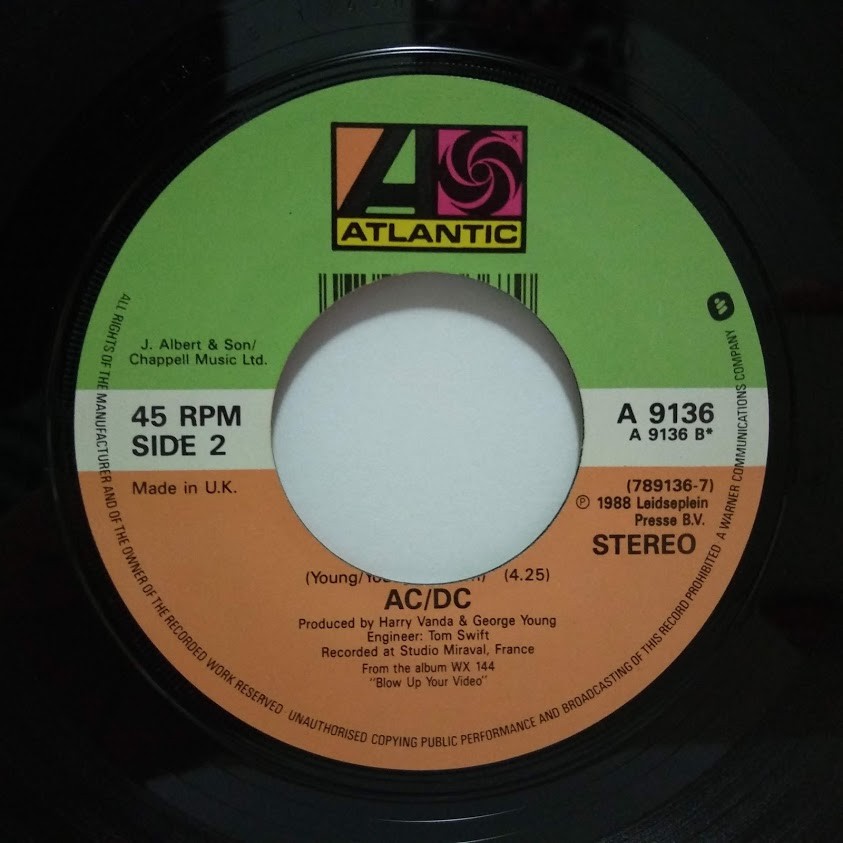 ATLANTIC
J. Albert & Son/
Chappell Music Ltd.
45 RPM
SIDE 2
Made in U.K.
A 9136
A 9136 B*
(789136-7)
℗ 1988 Leidseplein
Presse B.V.
STEREO
(Young/ (4.25)
AC/DC
Produced by Harry Vanda & George Young
Engineer: Tom Swift
Recorded at Studio Miraval, France
From the album WX 144
"Blow Up Your Video"
ALL RIGHTS OF THE MANUFACTURER AND OF THE OWNER OF THE RECORDED WORK RESERVED UNAUTHORISED COPYING PUBLIC PERFORMANCE AND BROADCASTING OF THIS RECORD PROHIBITED A WARNER COMMUNICATIONS COMPANY